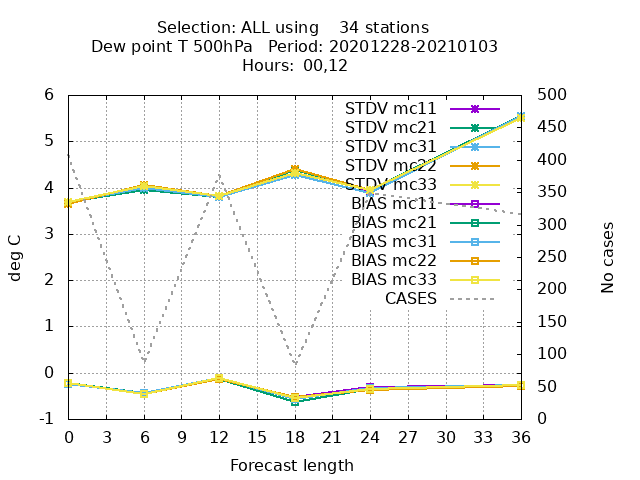 Selection: ALL using    34 stations
Dew point T 500hPa   Period: 20201228-20210103
Hours: 00,12
6
5
4
3
2
1
0
-1
deg C
500
450
400
350
300
250
200
150
100
50
0
No cases
STDV mc11
STDV mc21
STDV mc31
STDV mc22
STDV mc33
BIAS mc11
BIAS mc21
BIAS mc31
BIAS mc22
BIAS mc33
CASES
0 3 6 9 12 15 18 21 24 27 30 33 36
Forecast length